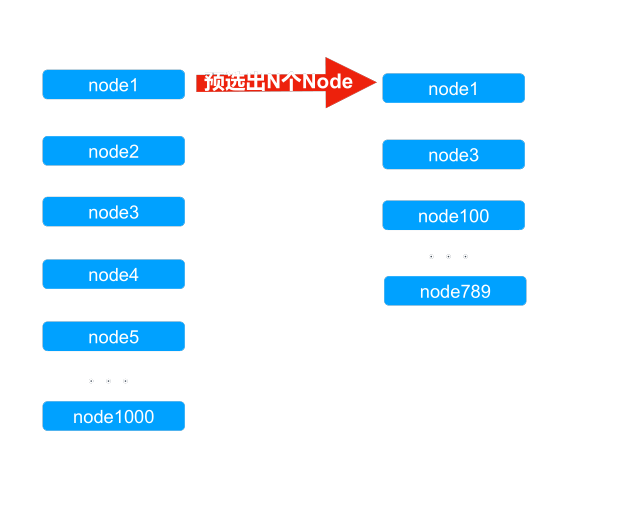 node1
预选出N个Node
node1
node2
node3
node3
node100
node4
. . .
node789
node5
. . .
node1000